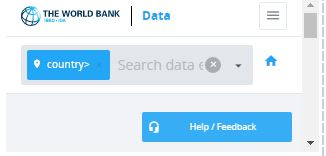 THE WORLD BANK
IBRD • IDA
Data
country> ×
Search data e
Help / Feedback